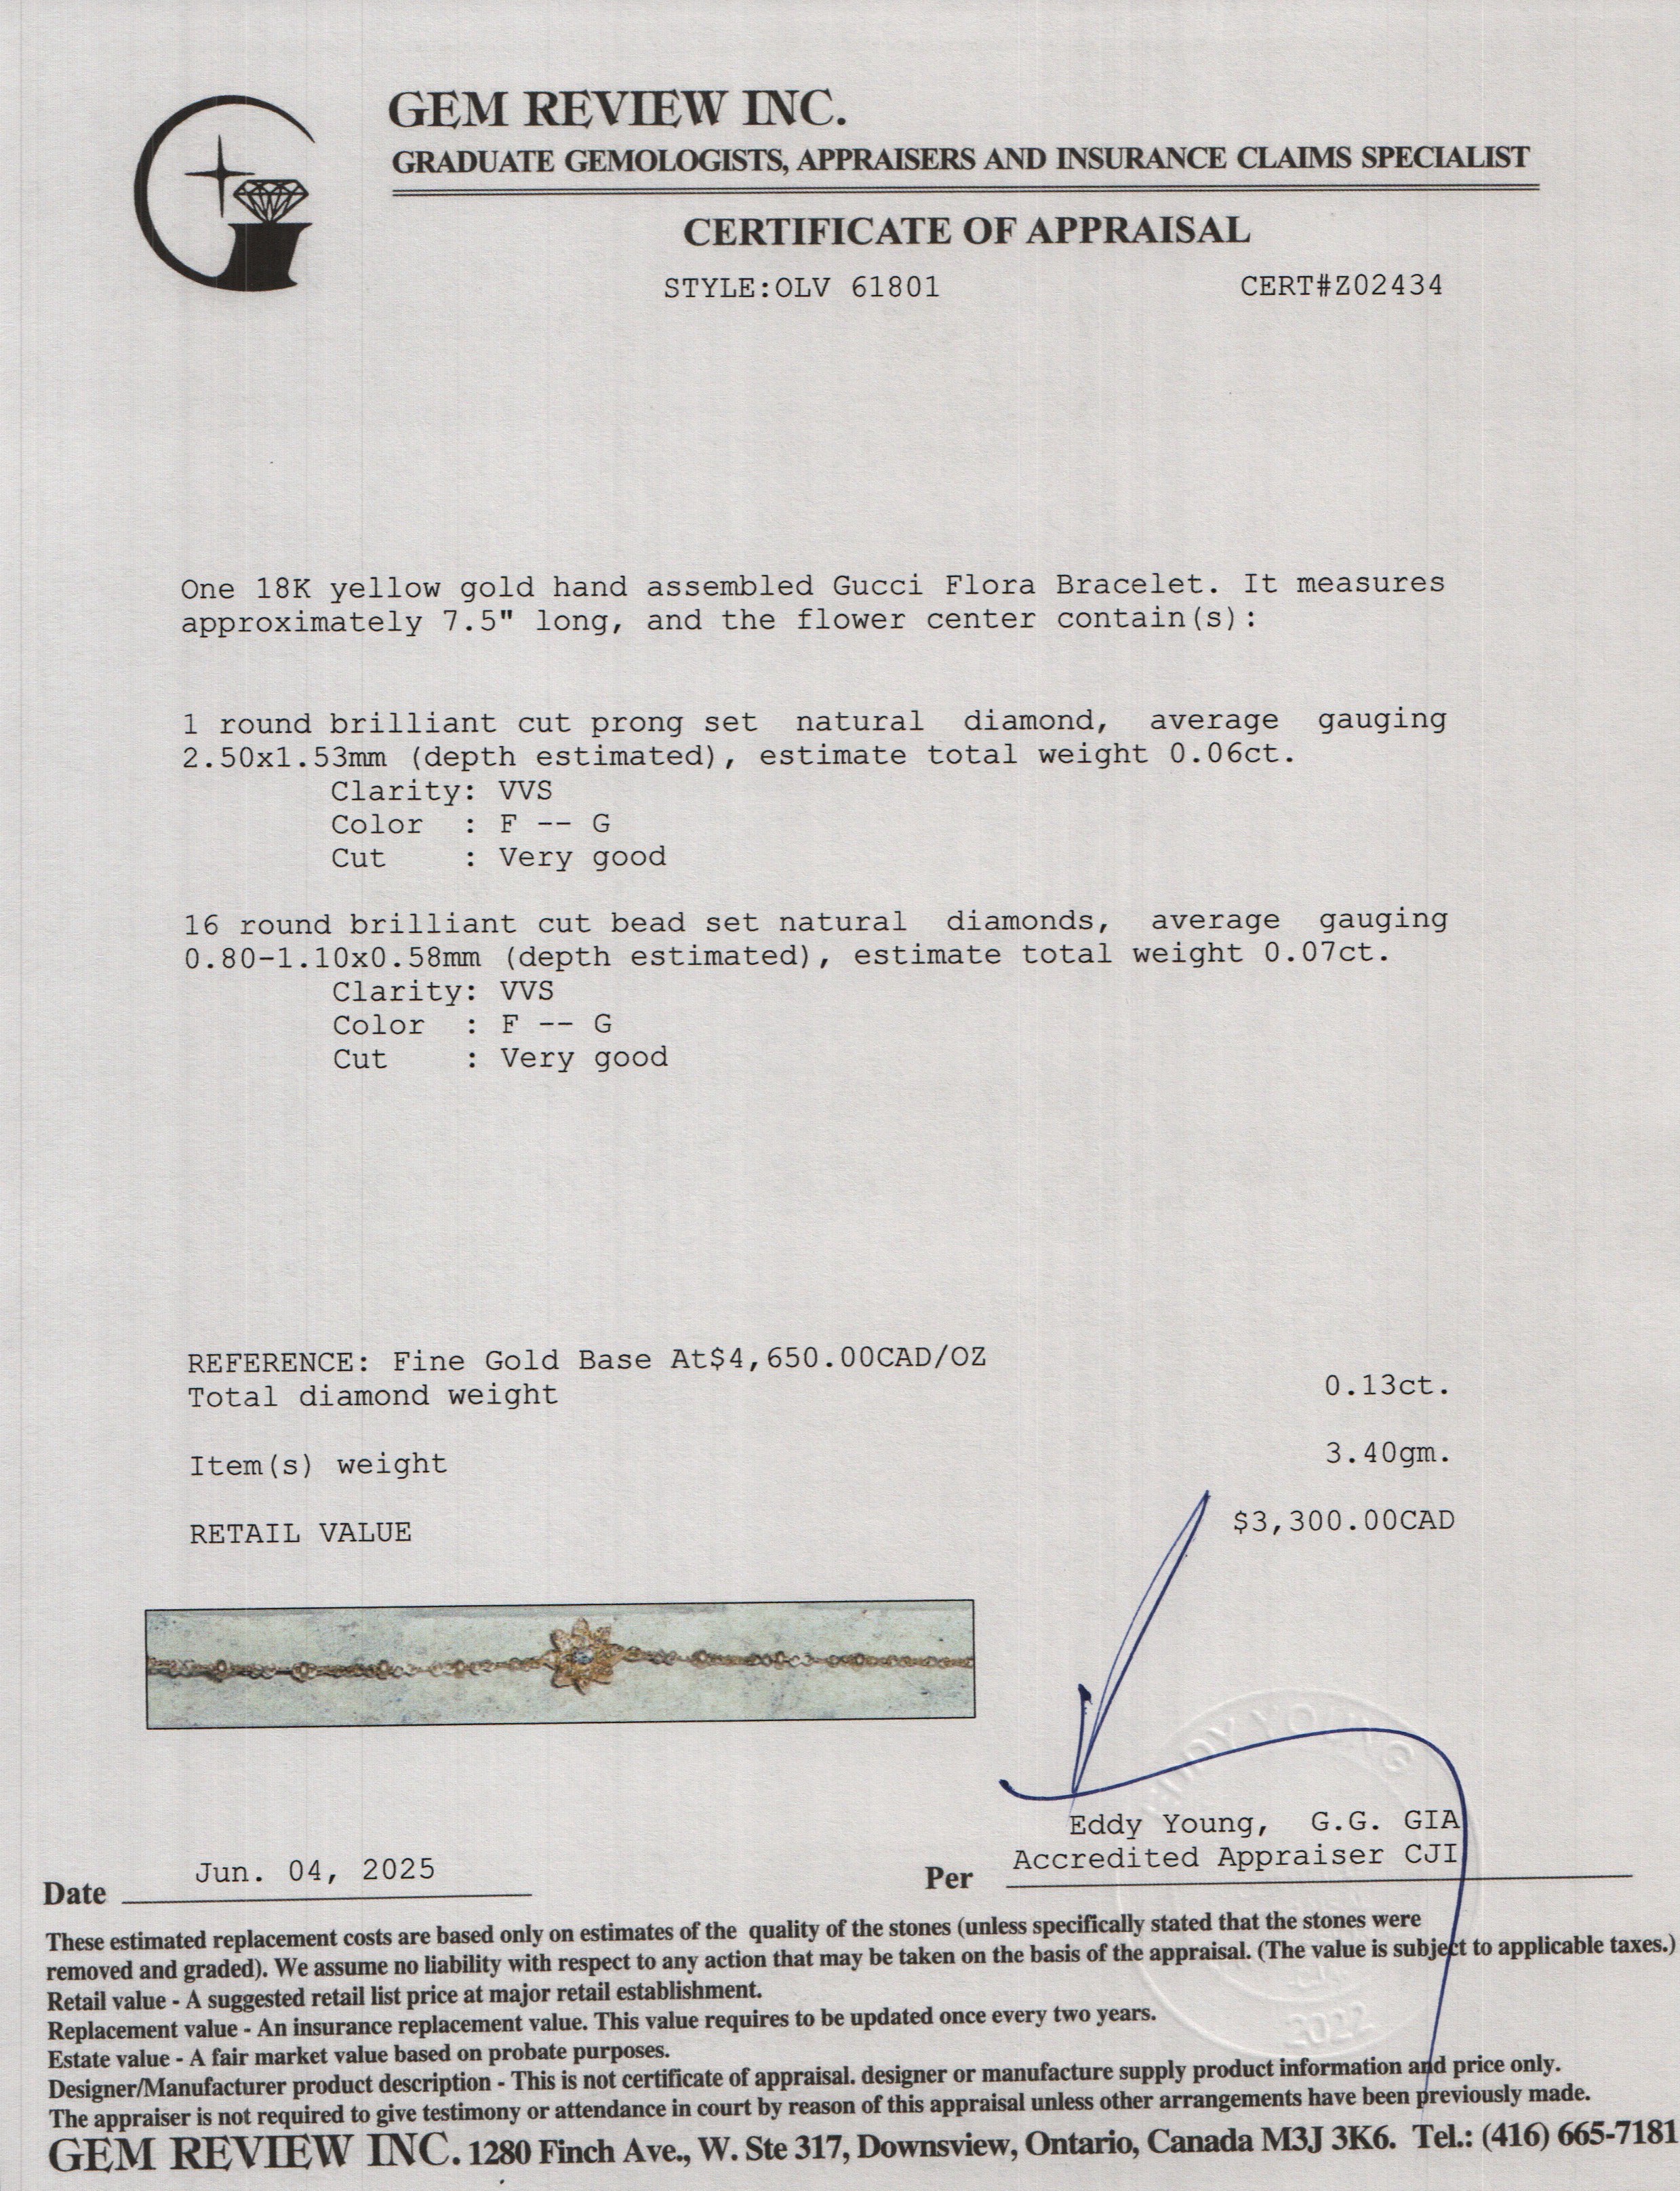 GEM REVIEW INC.
GRADUATE GEMOLOGISTS, APPRAISERS AND INSURANCE CLAIMS SPECIALIST
CERTIFICATE OF APPRAISAL
STYLE:OLV 61801 CERT#Z02434
One 18K yellow gold hand assembled Gucci Flora Bracelet. It measures
approximately 7.5" long, and the flower center contain(s):
1 round brilliant cut prong set natural diamond, average gauging
2.50x1.53mm (depth estimated), estimate total weight 0.06ct.
Clarity: VVS
Color : F -- G
Cut : Very good
16 round brilliant cut bead set natural diamonds, average gauging
0.80-1.10x0.58mm (depth estimated), estimate total weight 0.07ct.
Clarity: VVS
Color : F -- G
Cut : Very good
REFERENCE: Fine Gold Base At$4,650.00CAD/OZ
Total diamond weight 0.13ct.
Item(s) weight 3.40gm.
RETAIL VALUE $3,300.00CAD
EDDY YOUNG
Eddy Young, G.G. GIA
Accredited Appraiser CJI
Date Jun. 04, 2025 Per
These estimated replacement costs are based only on estimates of the quality of the stones (unless specifically stated that the stones were
removed and graded). We assume no liability with respect to any action that may be taken on the basis of the appraisal. (The value is subject to applicable taxes.)
Retail value - A suggested retail list price at major retail establishment.
Replacement value - An insurance replacement value. This value requires to be updated once every two years.
2022
Estate value - A fair market value based on probate purposes.
Designer/Manufacturer product description - This is not certificate of appraisal. designer or manufacture supply product information and price only.
The appraiser is not required to give testimony or attendance in court by reason of this appraisal unless other arrangements have been previously made.
GEM REVIEW INC. 1280 Finch Ave., W. Ste 317, Downsview, Ontario, Canada M3J 3K6. Tel.: (416) 665-7181